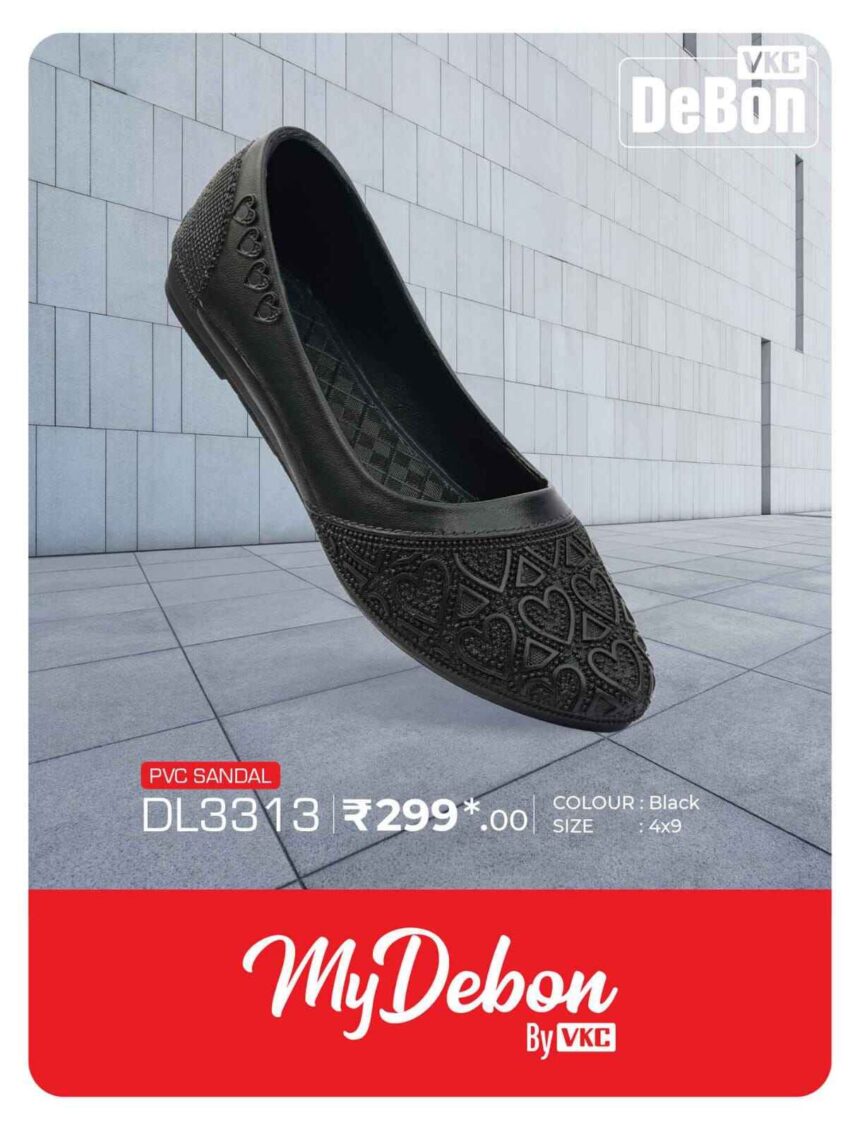 VKC®
DeBon
PVC SANDAL
DL3313
₹299*.00
COLOUR : Black
SIZE : 4x9
MyDebon
By VKC